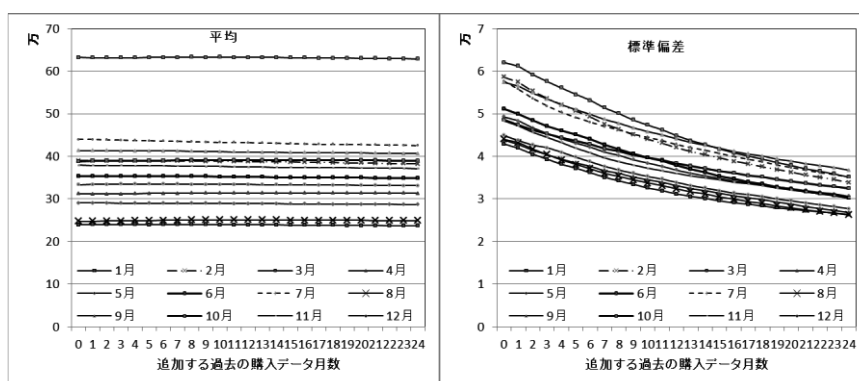 万
平均
70
60
50
40
30
20
10
0
1月 2月 3月 4月
5月 6月 7月 8月
9月 10月 11月 12月
0 1 2 3 4 5 6 7 8 9 10 11 12 13 14 15 16 17 18 19 20 21 22 23 24
追加する過去の購入データ月数
万
標準偏差
7
6
5
4
3
2
1
0
1月 2月 3月 4月
5月 6月 7月 8月
9月 10月 11月 12月
0 1 2 3 4 5 6 7 8 9 10 11 12 13 14 15 16 17 18 19 20 21 22 23 24
追加する過去の購入データ月数